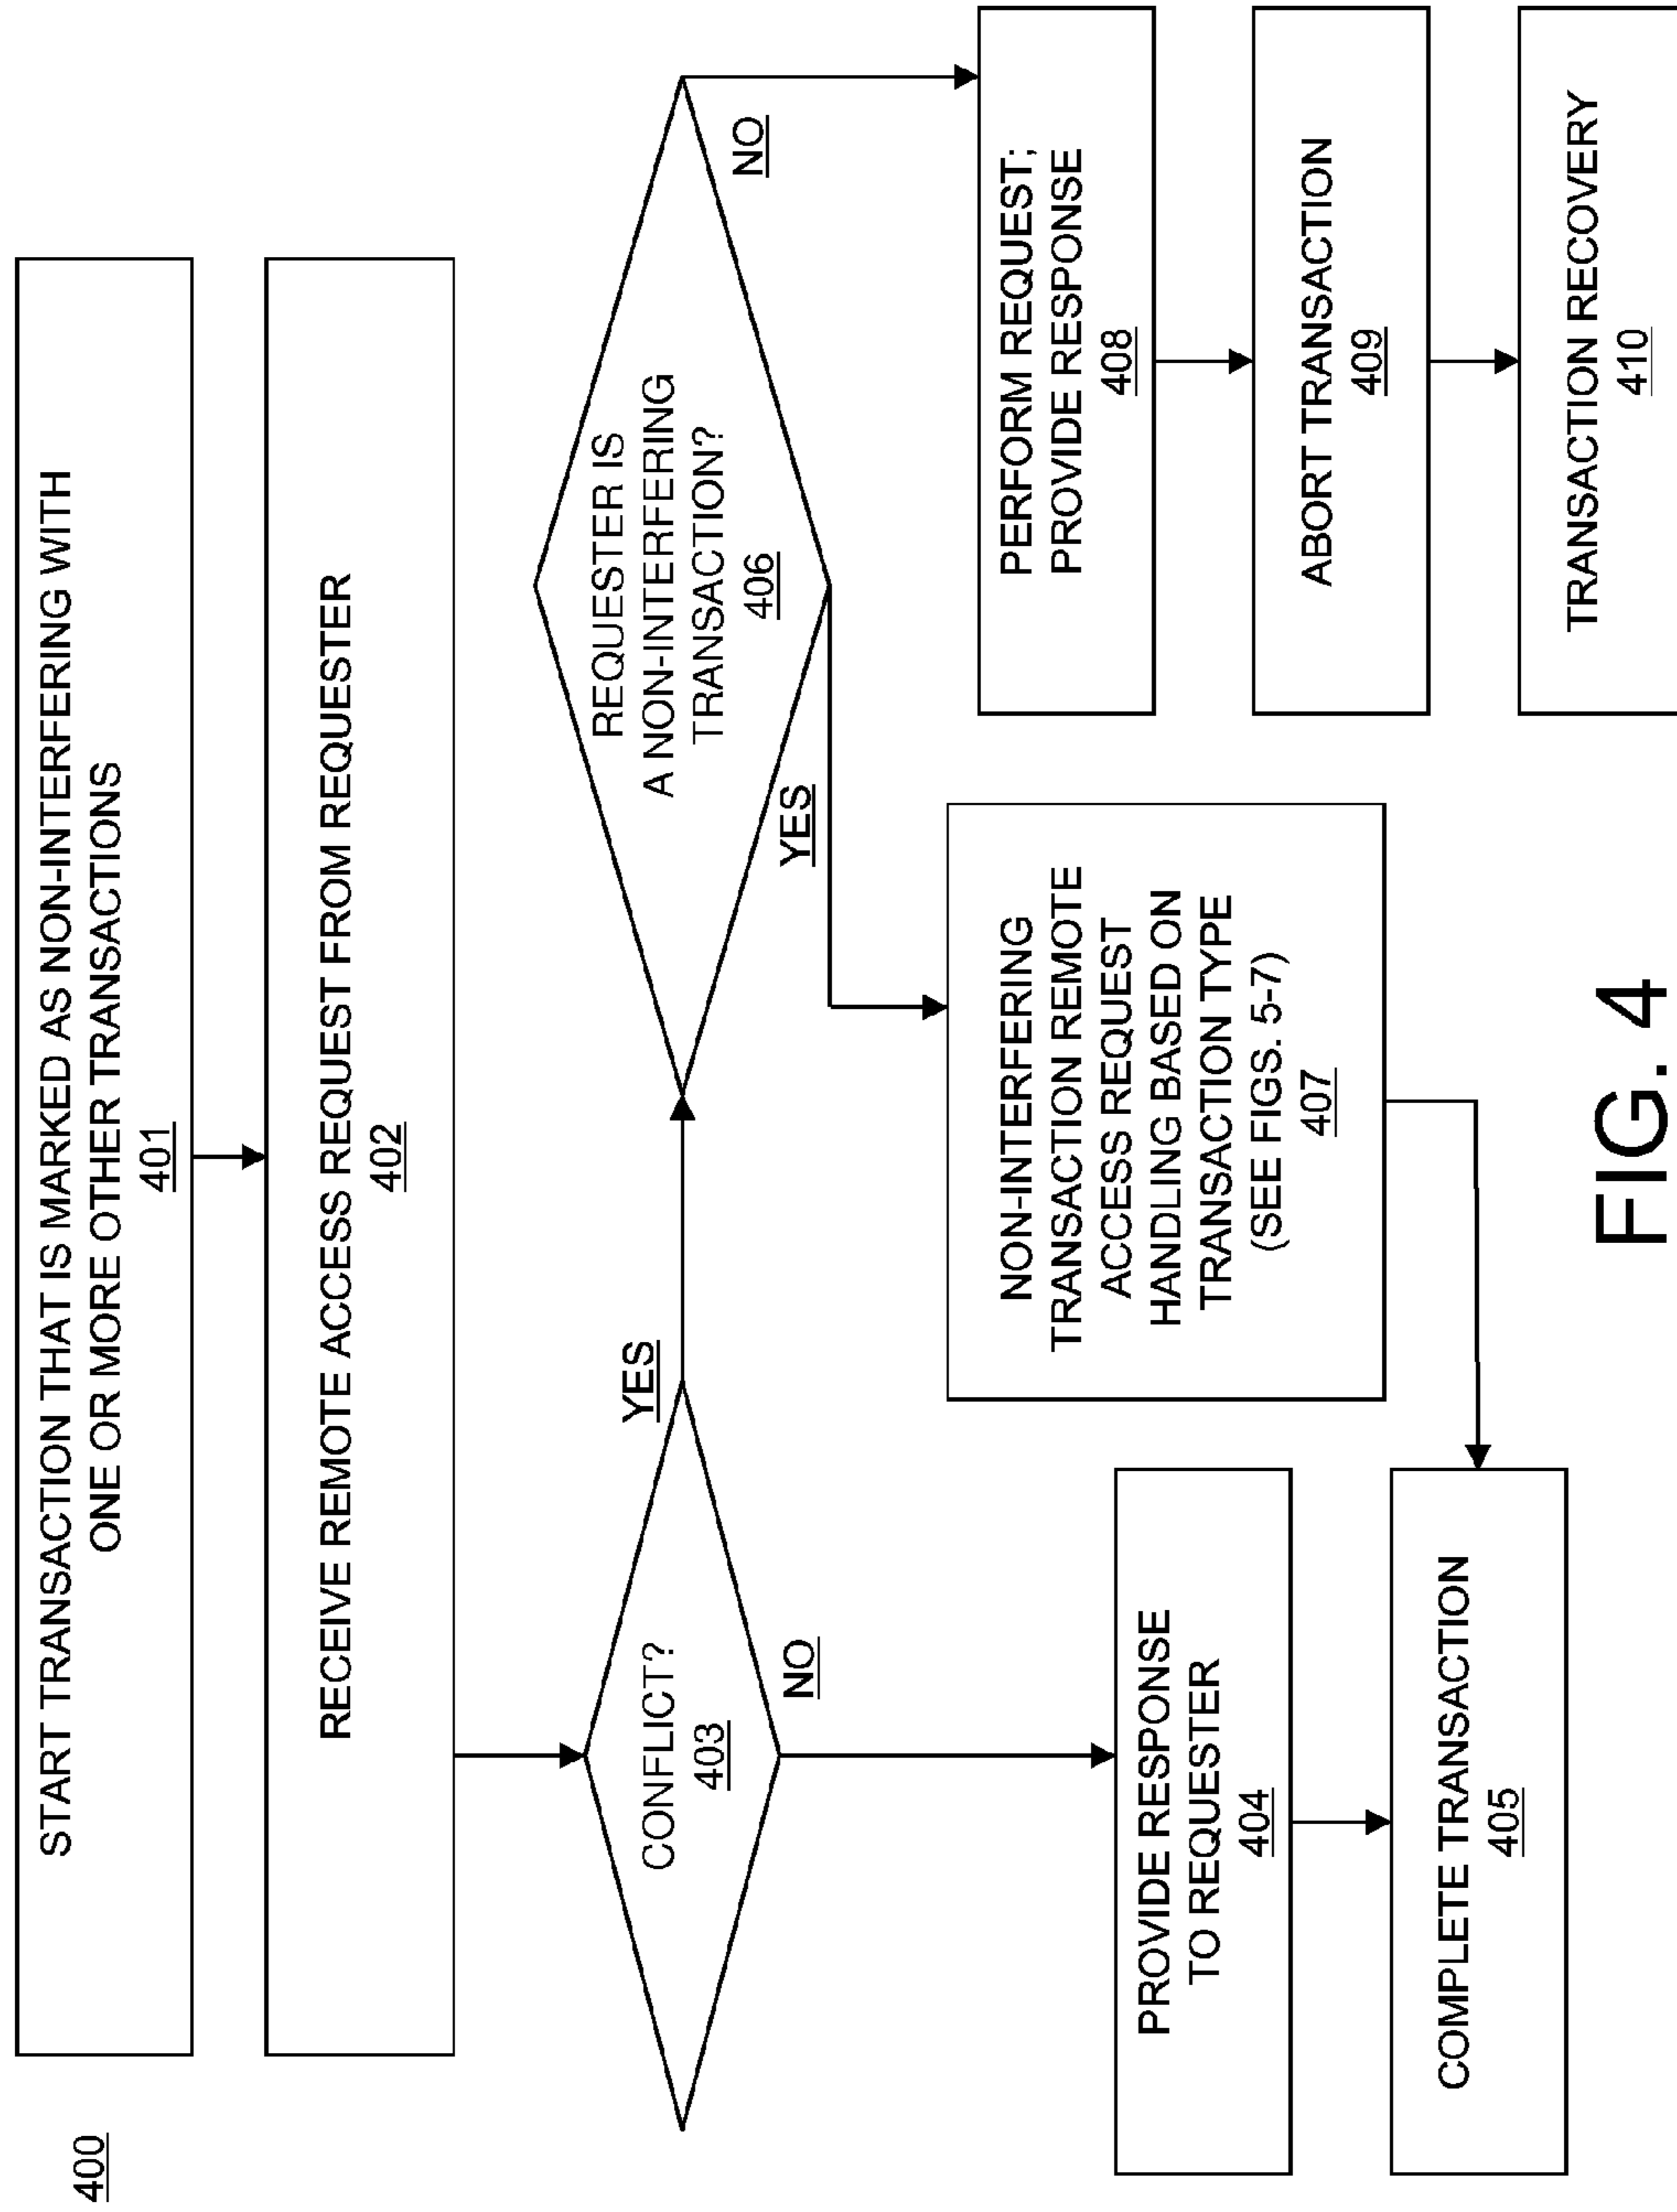 400
START TRANSACTION THAT IS MARKED AS NON-INTERFERING WITH
ONE OR MORE OTHER TRANSACTIONS
401
RECEIVE REMOTE ACCESS REQUEST FROM REQUESTER
402
CONFLICT?
403
YES
NO
REQUESTER IS
A NON-INTERFERING
TRANSACTION?
406
YES
NO
PROVIDE RESPONSE
TO REQUESTER
404
COMPLETE TRANSACTION
405
NON-INTERFERING
TRANSACTION REMOTE
ACCESS REQUEST
HANDLING BASED ON
TRANSACTION TYPE
(SEE FIGS. 5-7)
407
PERFORM REQUEST;
PROVIDE RESPONSE
408
ABORT TRANSACTION
409
TRANSACTION RECOVERY
410
FIG. 4